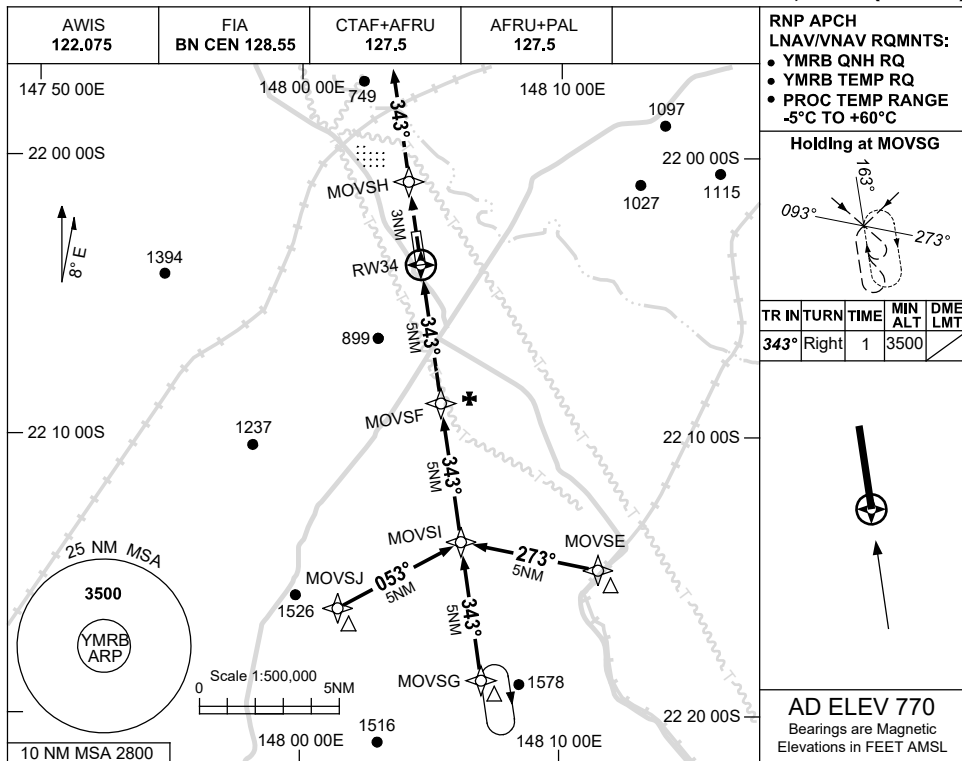 AWIS
122.075
FIA
BN CEN 128.55
CTAF+AFRU
127.5
AFRU+PAL
127.5
RNP APCH
LNAV/VNAV RQMNTS:
● YMRB QNH RQ
● YMRB TEMP RQ
● PROC TEMP RANGE
-5°C TO +60°C
147 50 00E
148 00 00E
148 10 00E
749
343°
1097
22 00 00S
22 00 00S
MOVSH
1027
1115
3NM
8° E
1394
RW34
343°
5NM
899
MOVSF
1237
22 10 00S
22 10 00S
343°
5NM
MOVSI
MOVSE
273°
5NM
MOVSJ
053°
5NM
1526
343°
5NM
MOVSG
1578
25 NM MSA
3500
YMRB
ARP
Scale 1:500,000
0
5NM
1516
22 20 00S
10 NM MSA 2800
148 00 00E
148 10 00E
Holding at MOVSG
163°
093°
273°
TR IN TURN TIME MIN ALT DME LMT
343° Right 1 3500
AD ELEV 770
Bearings are Magnetic
Elevations in FEET AMSL